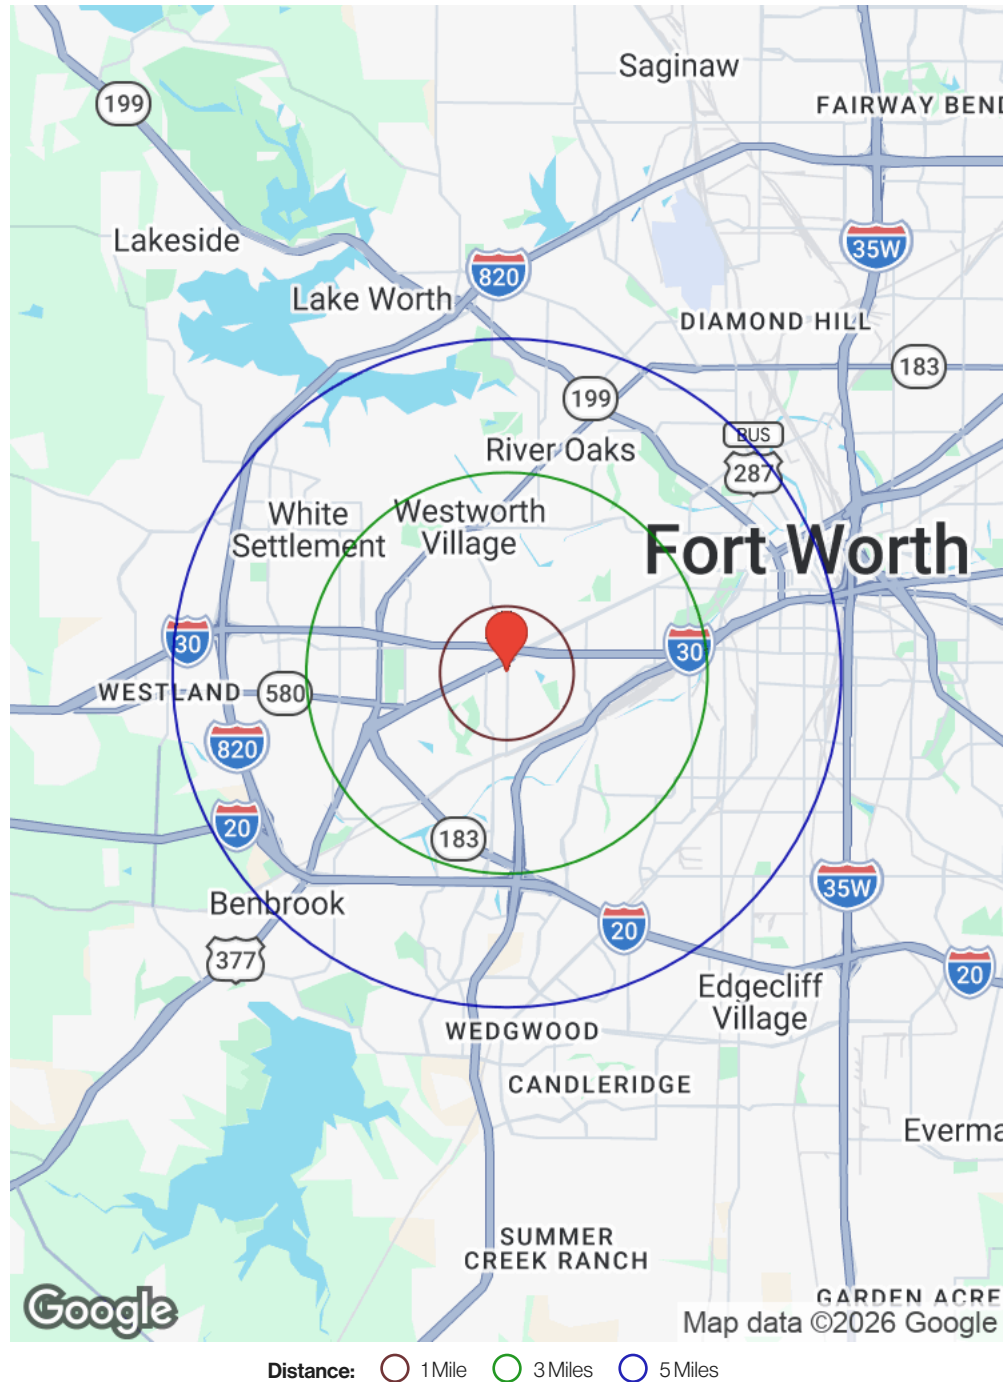 Saginaw
199
FAIRWAY BEND
35W
Lakeside
820
Lake Worth
DIAMOND HILL
183
199
BUS
287
River Oaks
White
Settlement
Westworth
Village
Fort Worth
30
30
WESTLAND
580
820
20
183
35W
Benbrook
377
20
20
Edgecliff
Village
WEDGWOOD
CANDLERIDGE
Everma
SUMMER
CREEK RANCH
GARDEN ACRE
Google
Map data ©2026 Google
Distance: 1 Mile 3 Miles 5 Miles